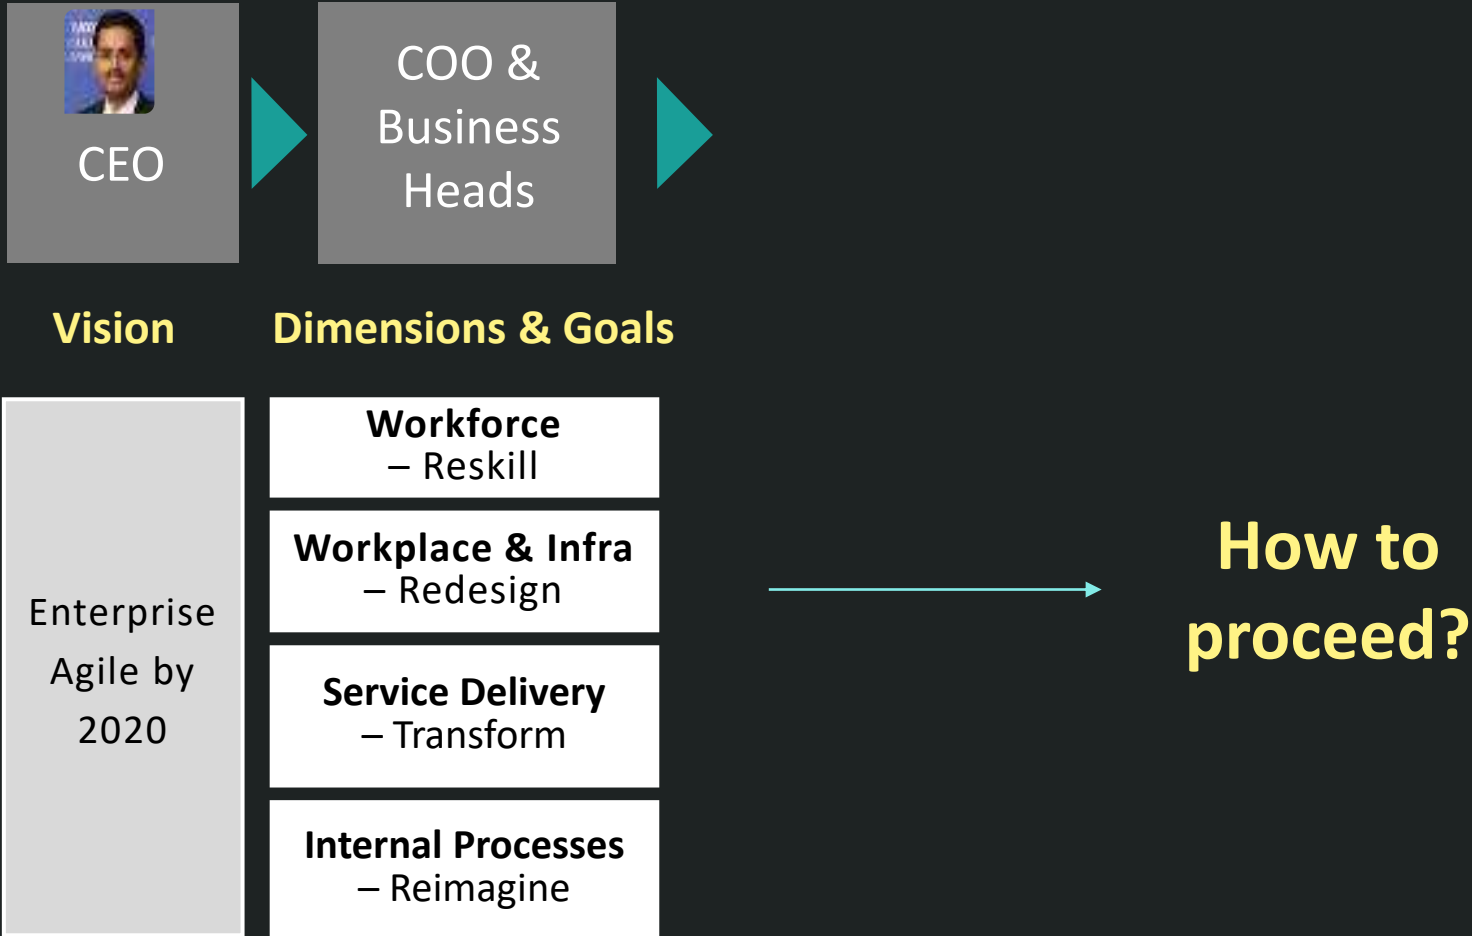 CEO
COO &
Business
Heads
Vision
Dimensions & Goals
Enterprise
Agile by
2020
Workforce
– Reskill
Workplace & Infra
– Redesign
Service Delivery
– Transform
Internal Processes
– Reimagine
How to
proceed?